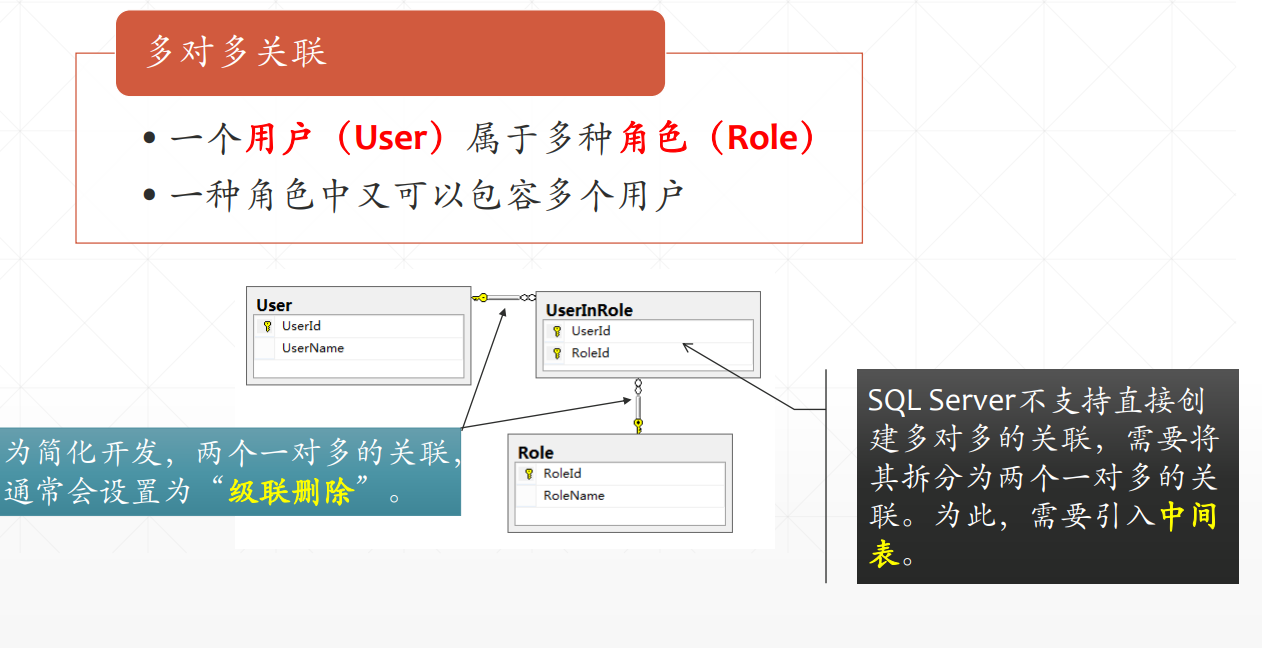 多对多关联
• 一个用户（User）属于多种角色（Role）
• 一种角色中又可以包容多个用户
User
UserId
UserName
UserInRole
UserId
RoleId
Role
RoleId
RoleName
为简化开发，两个一对多的关联，
通常会设置为“级联删除”。
SQL Server不支持直接创
建多对多的关联，需要将
其拆分为两个一对多的关
联。为此，需要引入中间
表。